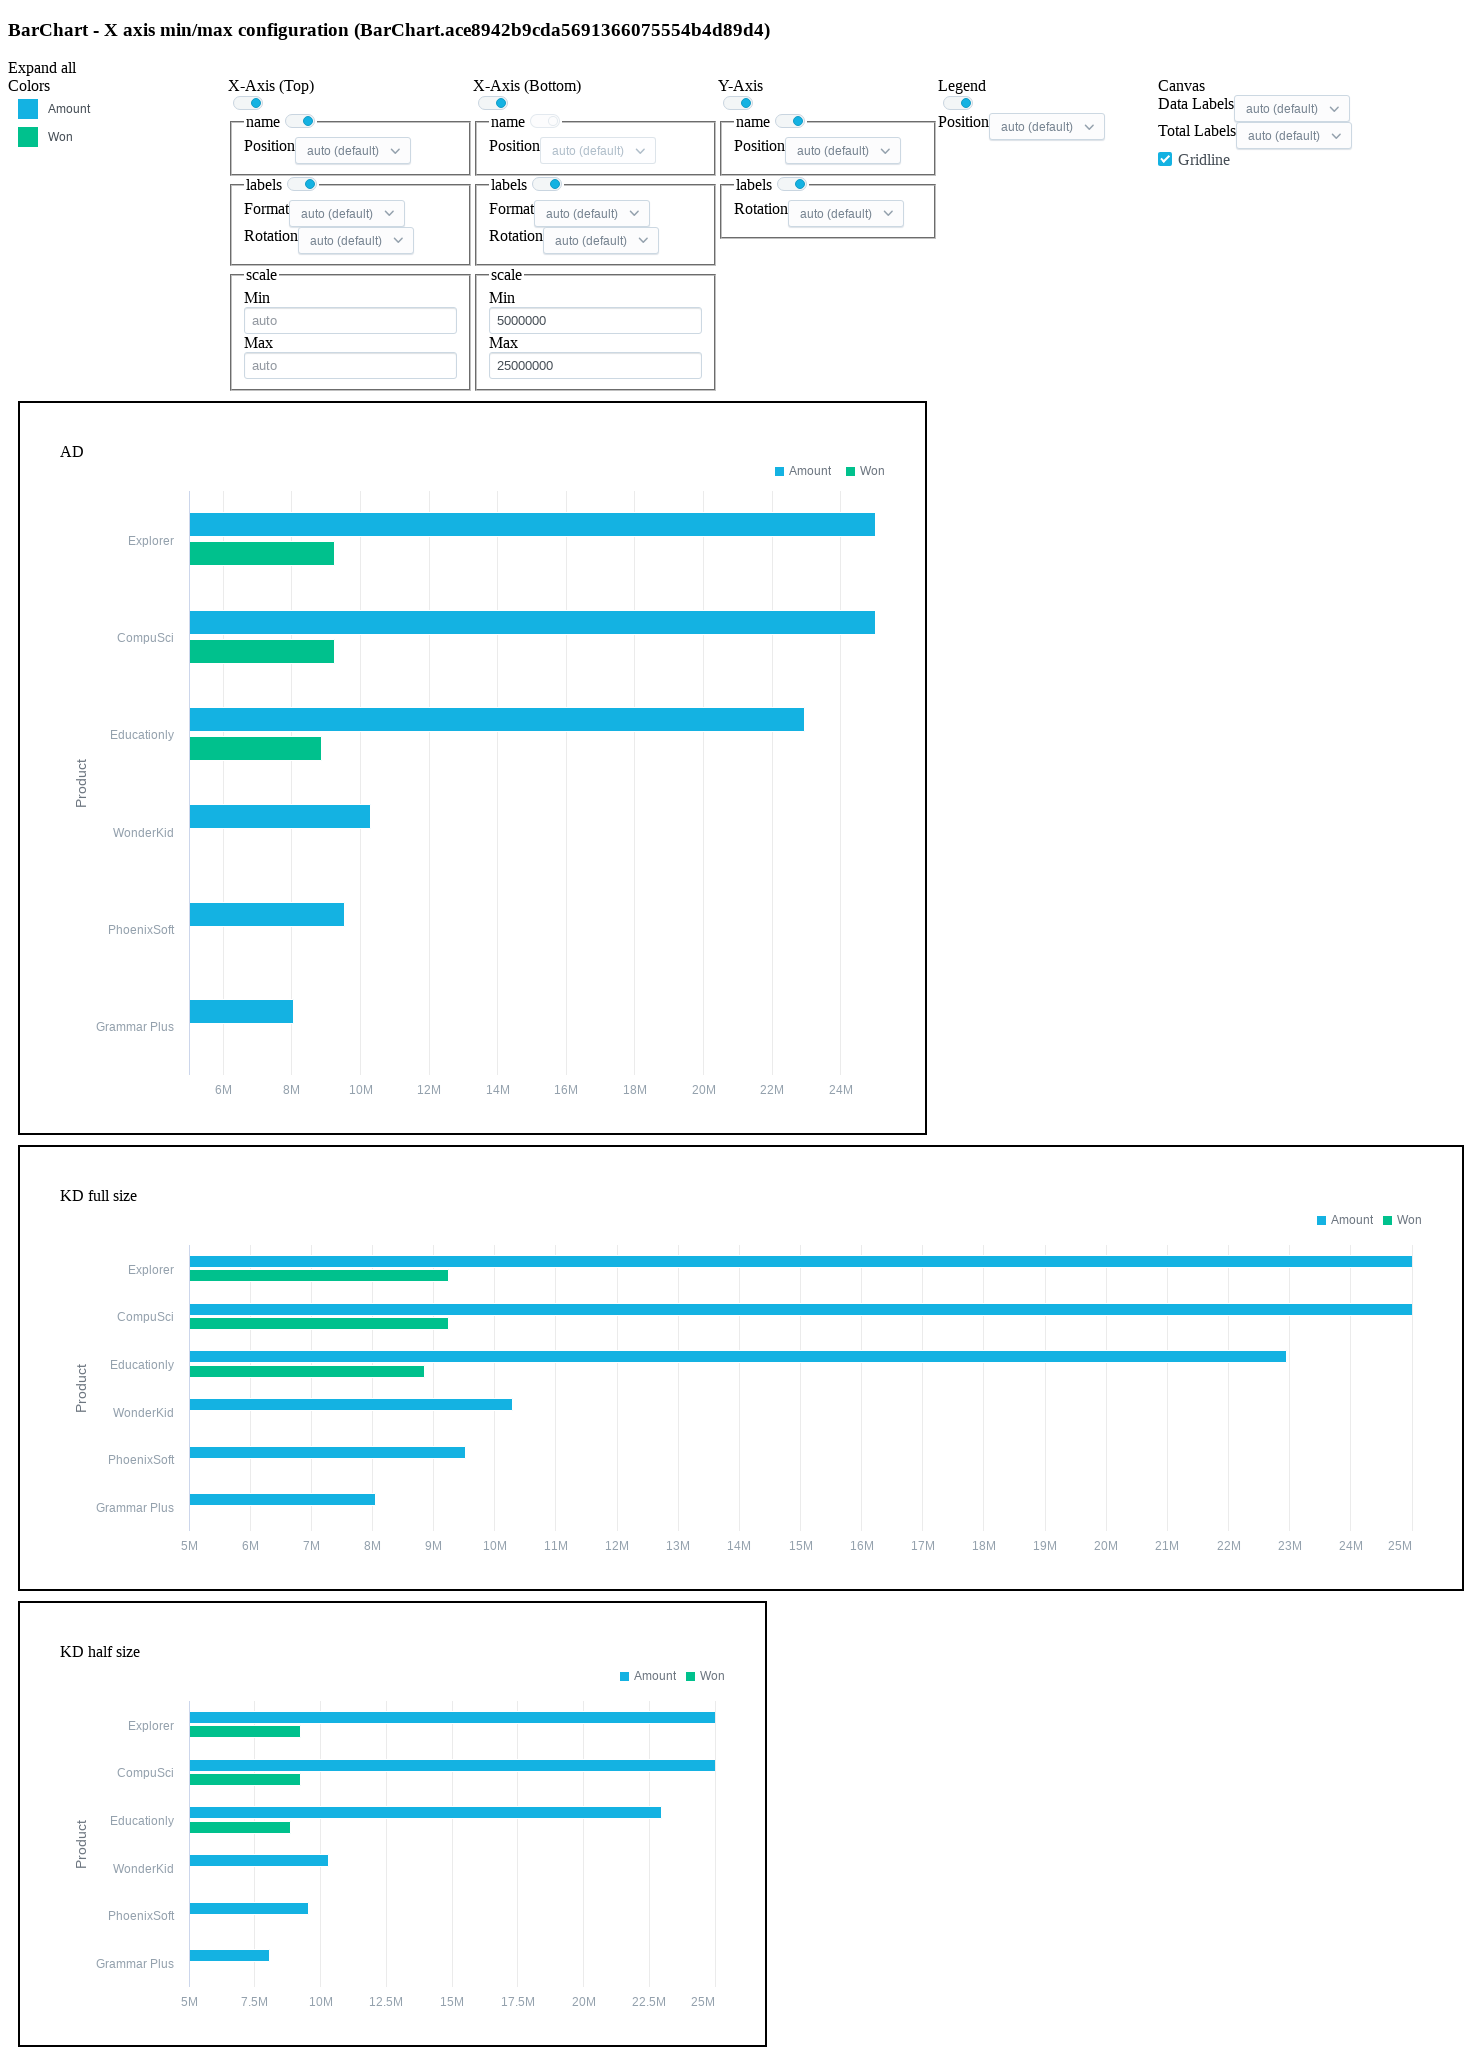 BarChart - X axis min/max configuration (BarChart.ace8942b9cda5691366075554b4d89d4)
Expand all
Colors
Amount
Won
X-Axis (Top)
name
Position auto (default)
labels
Format auto (default)
Rotation auto (default)
scale
Min
auto
Max
auto
X-Axis (Bottom)
name
Position auto (default)
labels
Format auto (default)
Rotation auto (default)
scale
Min
5000000
Max
25000000
Y-Axis
name
Position auto (default)
labels
Rotation auto (default)
Legend
Position auto (default)
Canvas
Data Labels auto (default)
Total Labels auto (default)
Gridline
AD
Amount Won
Explorer
CompuSci
Educationly
WonderKid
PhoenixSoft
Grammar Plus
Product
6M 8M 10M 12M 14M 16M 18M 20M 22M 24M
KD full size
Amount Won
Explorer
CompuSci
Educationly
WonderKid
PhoenixSoft
Grammar Plus
Product
5M 6M 7M 8M 9M 10M 11M 12M 13M 14M 15M 16M 17M 18M 19M 20M 21M 22M 23M 24M 25M
KD half size
Amount Won
Explorer
CompuSci
Educationly
WonderKid
PhoenixSoft
Grammar Plus
Product
5M 7.5M 10M 12.5M 15M 17.5M 20M 22.5M 25M